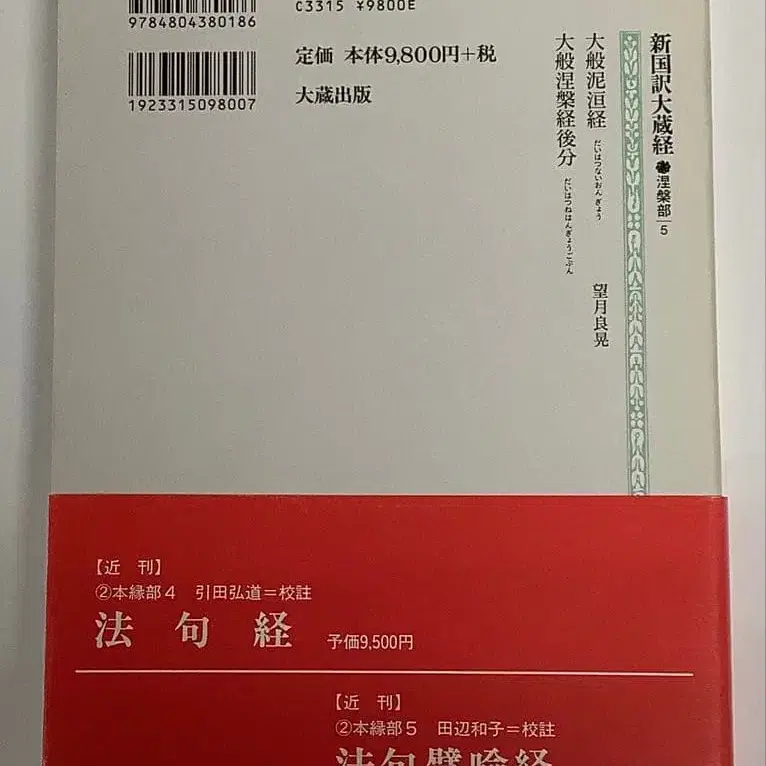 9784804380186
C3315 ¥9800E
1923315098007
定価 本体9,800円+税
大蔵出版
新国訳大蔵経 涅槃部 5
大般泥洹経 だいはつないおんぎょう
大般涅槃経後分 だいはつねはんぎょうごぶん
望月良晃
【近 刊】
②本縁部4 引田弘道=校註
法句経 予価9,500円
【近 刊】
②本縁部5 田辺和子=校註
法句譬喩経